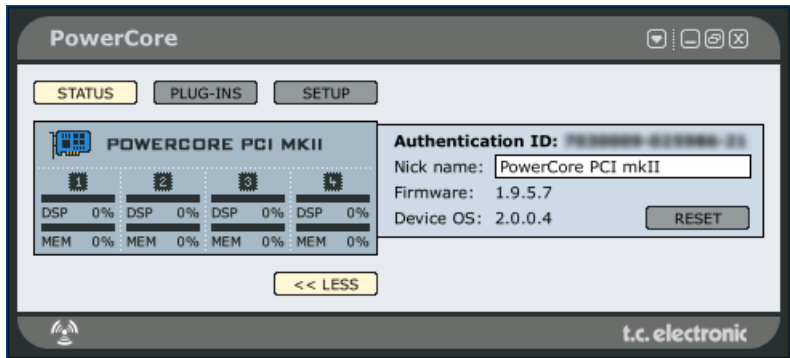 PowerCore
STATUS PLUG-INS SETUP
POWERCORE PCI MKII
1 2 3 4
DSP 0% DSP 0% DSP 0% DSP 0%
MEM 0% MEM 0% MEM 0% MEM 0%
Authentication ID:
Nick name: PowerCore PCI mkII
Firmware: 1.9.5.7
Device OS: 2.0.0.4 RESET
<< LESS
t.c. electronic